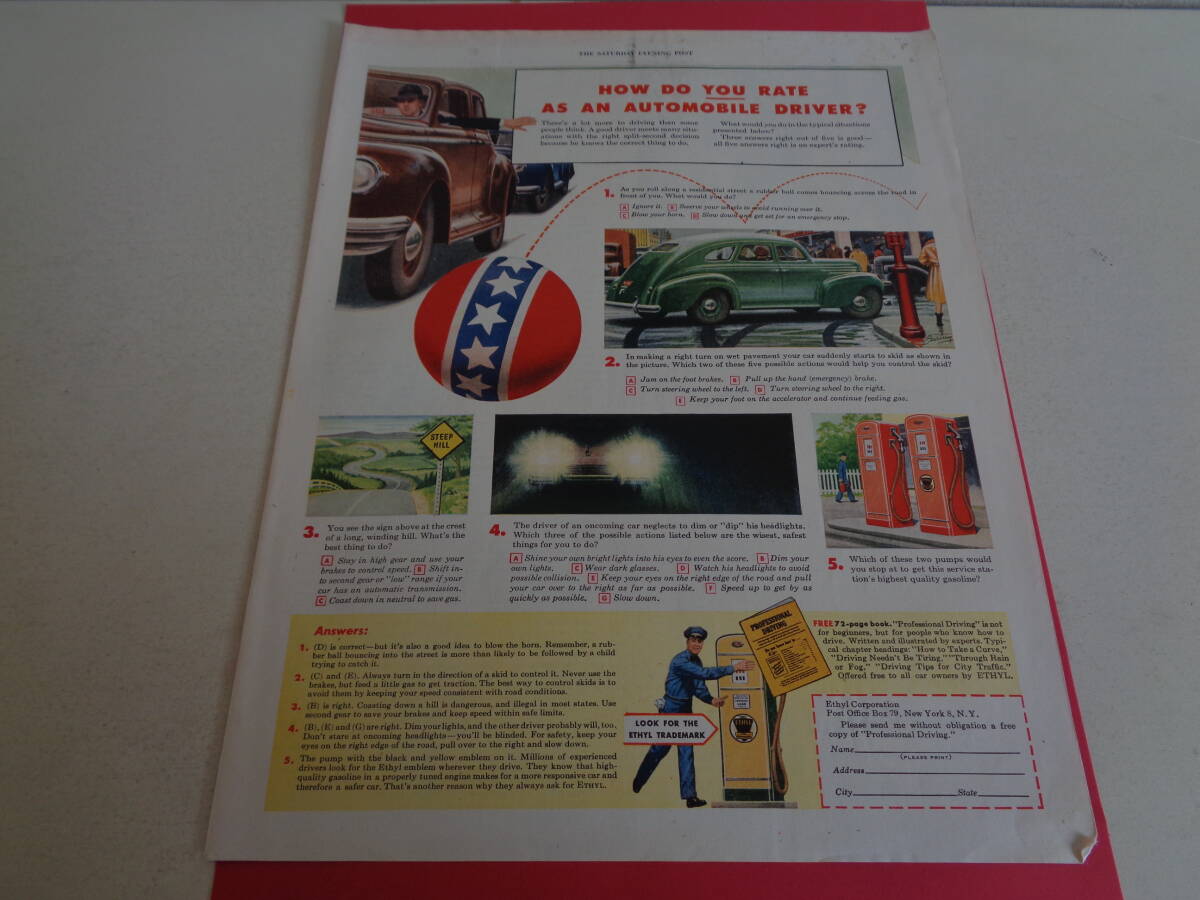 THE SATURDAY EVENING POST
HOW DO YOU RATE
AS AN AUTOMOBILE DRIVER?
There's a lot more to driving than some
people think. A good driver meets many situ-
ations with the right split-second decision
because he knows the correct thing to do.
What would you do in the typical situations
presented below?
Three answers right out of five is good—
all five answers right is an expert's rating.
1. As you roll along a residential street a rubber ball comes bouncing across the road in
front of you. What would you do?
A Ignore it. B Swerve your wheels to avoid running over it.
C Blow your horn. D Slow down and get set for an emergency stop.
2. In making a right turn on wet pavement your car suddenly starts to skid as shown in
the picture. Which two of these five possible actions would help you control the skid?
A Jam on the foot brakes. B Pull up the hand (emergency) brake.
C Turn steering wheel to the left. D Turn steering wheel to the right.
E Keep your foot on the accelerator and continue feeding gas.
STEEP
HILL
3. You see the sign above at the crest
of a long, winding hill. What's the
best thing to do?
A Stay in high gear and use your
brakes to control speed. B Shift in-
to second gear or "low" range if your
car has an automatic transmission.
C Coast down in neutral to save gas.
4. The driver of an oncoming car neglects to dim or "dip" his headlights.
Which three of the possible actions listed below are the wisest, safest
things for you to do?
A Shine your own bright lights into his eyes to even the score. B Dim your
own lights. C Wear dark glasses. D Watch his headlights to avoid
possible collision. E Keep your eyes on the right edge of the road and pull
your car over to the right as far as possible. F Speed up to get by as
quickly as possible. G Slow down.
5. Which of these two pumps would
you stop at to get this service sta-
tion's highest quality gasoline?
Answers:
1. (D) is correct—but it's also a good idea to blow the horn. Remember, a rub-
ber ball bouncing into the street is more than likely to be followed by a child
trying to catch it.
2. (C) and (E). Always turn in the direction of a skid to control it. Never use the
brakes, but feed a little gas to get traction. The best way to control skids is to
avoid them by keeping your speed consistent with road conditions.
3. (B) is right. Coasting down a hill is dangerous, and illegal in most states. Use
second gear to save your brakes and keep speed within safe limits.
4. (B), (E) and (G) are right. Dim your lights, and the other driver probably will, too.
Don't stare at oncoming headlights—you'll be blinded. For safety, keep your
eyes on the right edge of the road, pull over to the right and slow down.
5. The pump with the black and yellow emblem on it. Millions of experienced
drivers look for the Ethyl emblem wherever they drive. They know that high-
quality gasoline in a properly tuned engine makes for a more responsive car and
therefore a safer car. That's another reason why they always ask for ETHYL.
LOOK FOR THE
ETHYL TRADEMARK
PROFESSIONAL
DRIVING
ETHYL
FREE 72-page book. "Professional Driving" is not
for beginners, but for people who know how to
drive. Written and illustrated by experts. Typi-
cal chapter headings: "How to Take a Curve,"
"Driving Needn't Be Tiring," "Through Rain
or Fog," "Driving Tips for City Traffic."
Offered free to all car owners by ETHYL.
Ethyl Corporation
Post Office Box 79, New York 8, N.Y.
Please send me without obligation a free
copy of "Professional Driving."
Name
(PLEASE PRINT)
Address
City State